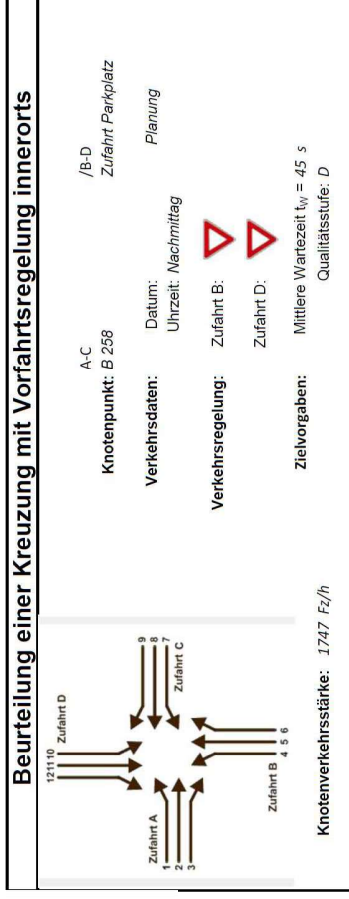 Beurteilung einer Kreuzung mit Vorfahrtsregelung innerorts
A-C /B-D
Knotenpunkt: B 258 Zufahrt Parkplatz
Verkehrsdaten: Datum: Planung
Uhrzeit: Nachmittag
Verkehrsregelung: Zufahrt B:
Zufahrt D:
Zielvorgaben: Mittlere Wartezeit tw = 45 s
Qualitätsstufe: D
Knotenverkehrsstärke: 1747 Fz/h
Zufahrt D
12 11 10
Zufahrt A
1
2
3
9
8
7
Zufahrt C
Zufahrt B
4 5 6